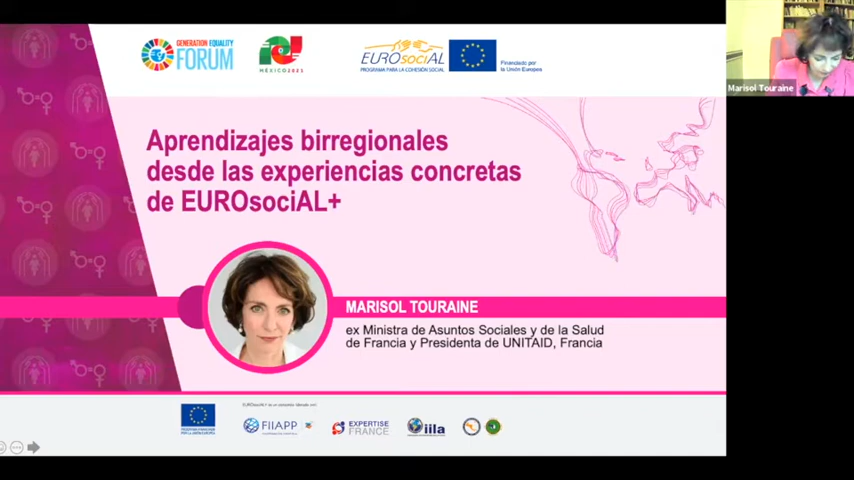 GENERATION EQUALITY
FORUM
MÉXICO 2021
EUROsociAL
PROGRAMA PARA LA COHESIÓN SOCIAL
Financiado por
la Unión Europea
Marisol Touraine
Aprendizajes birregionales
desde las experiencias concretas
de EUROsociAL+
MARISOL TOURAINE
ex Ministra de Asuntos Sociales y de la Salud
de Francia y Presidenta de UNITAID, Francia
FIIAPP
EXPERTISE
FRANCE
iila